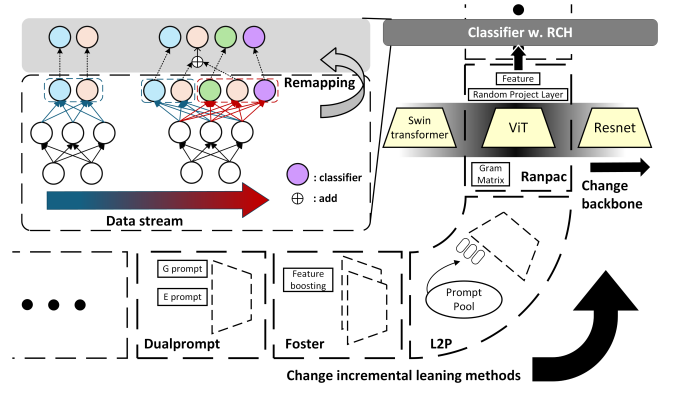 Classifier w. RCH
Remapping
Feature
Random Project Layer
Swin
transformer
ViT
Resnet
: classifier
: add
Gram
Matrix
Ranpac
Change
backbone
Data stream
G prompt
E prompt
Dualprompt
Feature
boosting
Foster
Prompt
Pool
L2P
Change incremental leaning methods